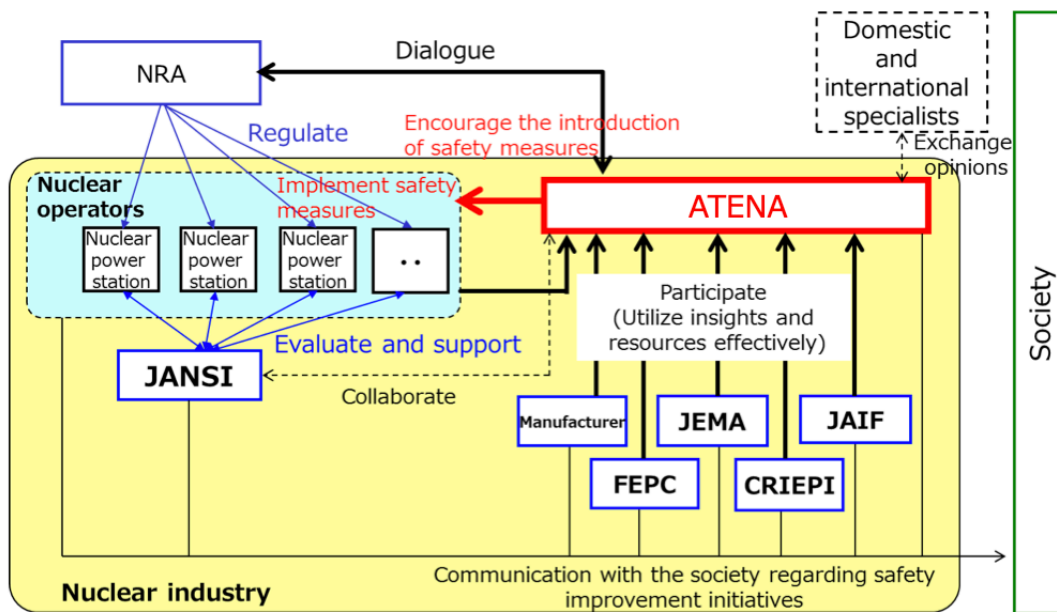 NRA
Dialogue
Domestic
and
international
specialists
Regulate
Encourage the introduction
of safety measures
Exchange
opinions
Nuclear
operators
Implement safety
measures
ATENA
Nuclear
power
station
Nuclear
power
station
Nuclear
power
station
..
Participate
(Utilize insights and
resources effectively)
Society
Evaluate and support
JANSI
Collaborate
Manufacturer
JEMA
JAIF
FEPC
CRIEPI
Communication with the society regarding safety
improvement initiatives
Nuclear industry